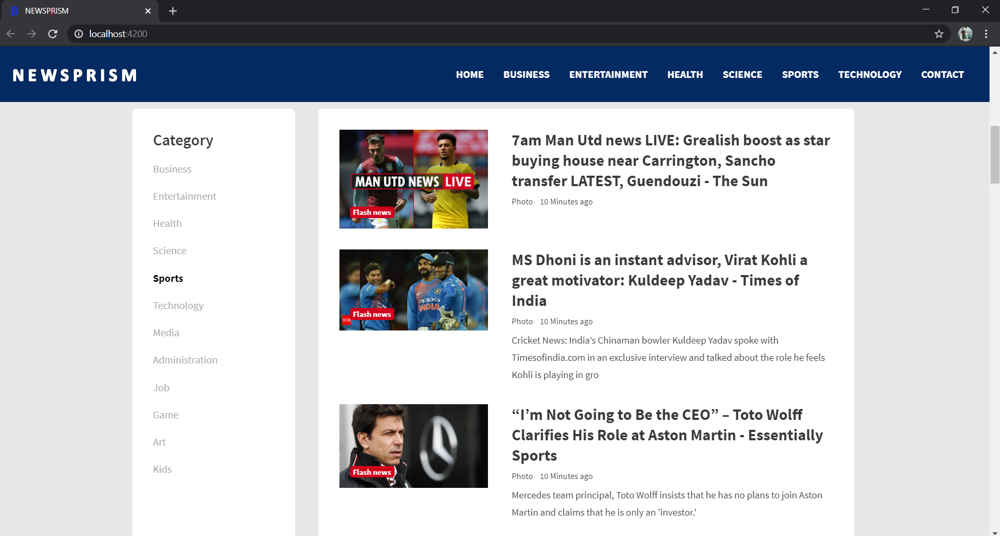 NEWSPRISM
localhost:4200
NEWSPRISM
HOME BUSINESS ENTERTAINMENT HEALTH SCIENCE SPORTS TECHNOLOGY CONTACT
Category
Business
Entertainment
Health
Science
Sports
Technology
Media
Administration
Job
Game
Art
Kids
MAN UTD NEWS LIVE
Flash news
7am Man Utd news LIVE: Grealish boost as star
buying house near Carrington, Sancho
transfer LATEST, Guendouzi - The Sun
Photo 10 Minutes ago
oppo
INDIA
TOI
Flash news
MS Dhoni is an instant advisor, Virat Kohli a
great motivator: Kuldeep Yadav - Times of
India
Photo 10 Minutes ago
Cricket News: India’s Chinaman bowler Kuldeep Yadav spoke with
Timesofindia.com in an exclusive interview and talked about the role he feels
Kohli is playing in gro
Flash news
“I’m Not Going to Be the CEO” – Toto Wolff
Clarifies His Role at Aston Martin - Essentially
Sports
Photo 10 Minutes ago
Mercedes team principal, Toto Wolff insists that he has no plans to join Aston
Martin and claims that he is only an 'investor.'